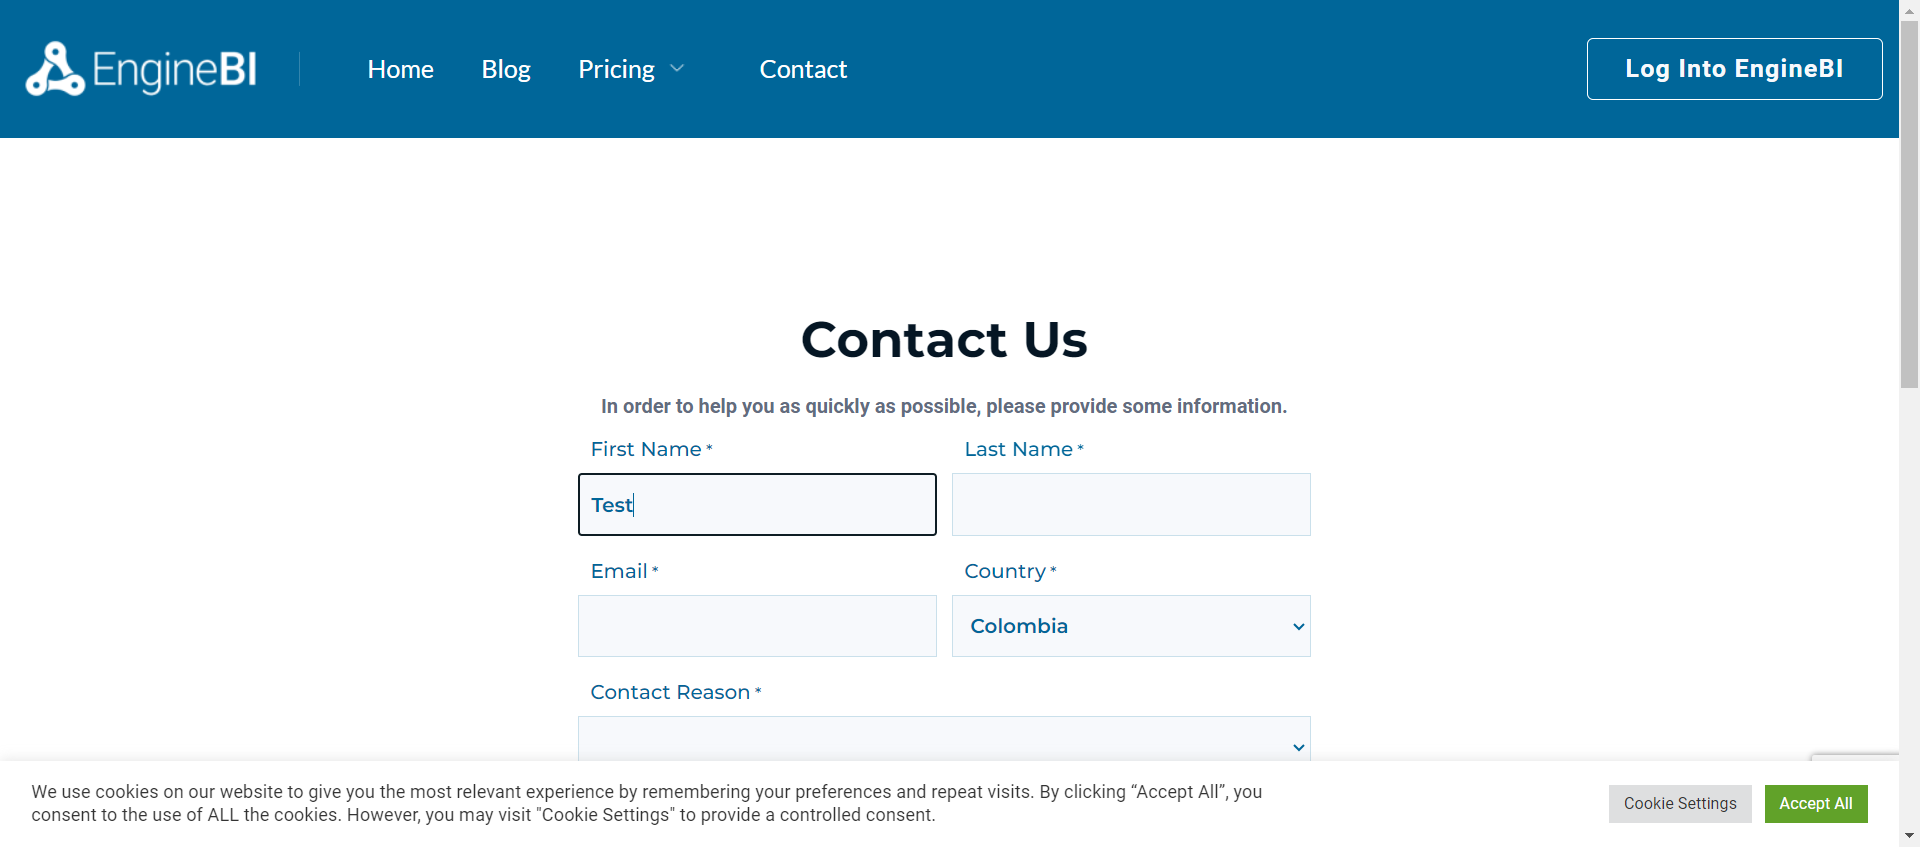 EngineBI
Home
Blog
Pricing
Contact
Log Into EngineBI
Contact Us
In order to help you as quickly as possible, please provide some information.
First Name *
Last Name *
Test
Email *
Country *
Colombia
Contact Reason *
We use cookies on our website to give you the most relevant experience by remembering your preferences and repeat visits. By clicking “Accept All”, you
consent to the use of ALL the cookies. However, you may visit "Cookie Settings" to provide a controlled consent.
Cookie Settings
Accept All